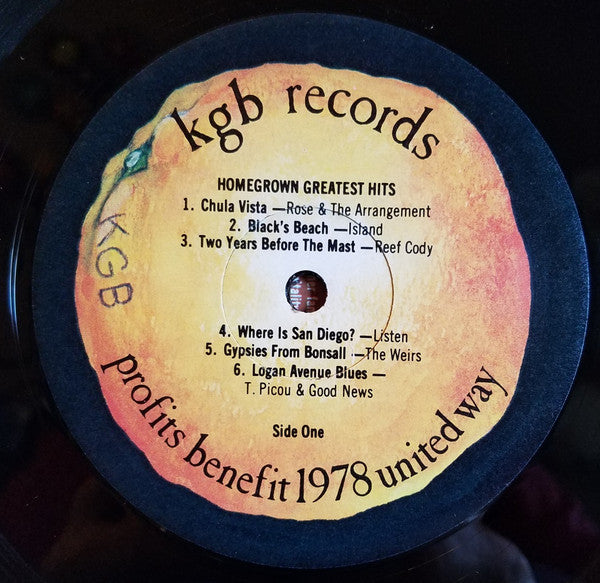 kgb records
HOMEGROWN GREATEST HITS
1. Chula Vista —Rose & The Arrangement
2. Black's Beach —Island
3. Two Years Before The Mast —Reef Cody
KGB
4. Where Is San Diego? —Listen
5. Gypsies From Bonsall —The Weirs
6. Logan Avenue Blues —
T. Picou & Good News
Side One
profits benefit 1978 united way